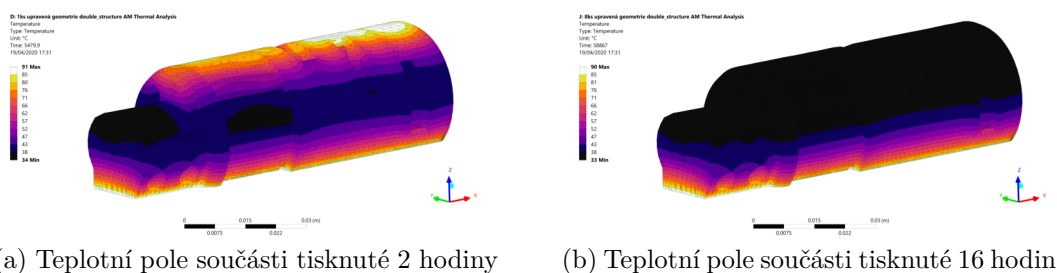 D: 1ks upravená geometrie double_structure AM Thermal Analysis
Temperature
Type: Temperature
Unit: °C
Time: 5479,9
19/04/2020 17:31
91 Max
85
81
76
71
66
62
57
52
47
43
38
34 Min
Z
Y
X
0
0.015
0.03 (m)
0.0075
0.022
(a) Teplotní pole součásti tisknuté 2 hodiny
J: 8ks upravená geometrie double_structure AM Thermal Analysis
Temperature
Type: Temperature
Unit: °C
Time: 58867
19/04/2020 17:31
90 Max
85
80
76
71
66
61
57
52
47
43
38
33 Min
Z
Y
X
0
0.015
0.03 (m)
0.0075
0.022
(b) Teplotní pole součásti tisknuté 16 hodin